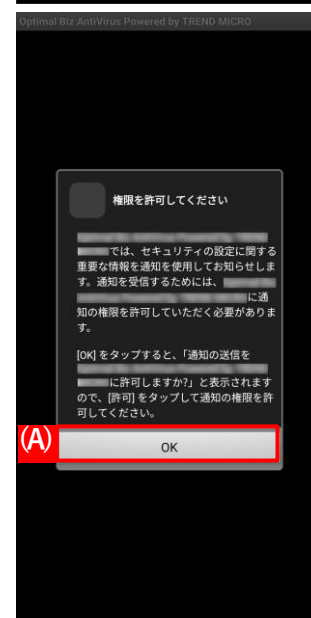 Optimal Biz AntiVirus Powered by TREND MICRO
権限を許可してください
では、セキュリティの設定に関する
重要な情報を通知を使用してお知らせしま
す。通知を受信するためには、
に通
知の権限を許可していただく必要がありま
す。
[OK] をタップすると、「通知の送信を
に許可しますか?」と表示されます
ので、[許可] をタップして通知の権限を許
可してください。
(A)
OK